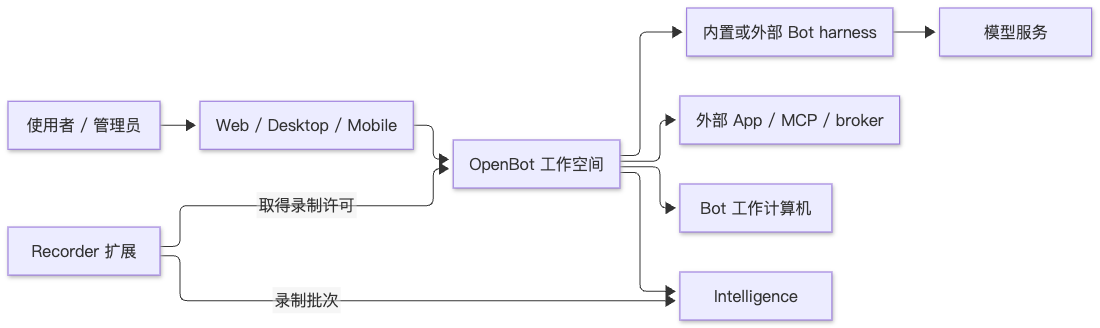 内置或外部 Bot harness
模型服务
使用者 / 管理员
Web / Desktop / Mobile
外部 App / MCP / broker
OpenBot 工作空间
取得录制许可
Bot 工作计算机
Recorder 扩展
录制批次
Intelligence